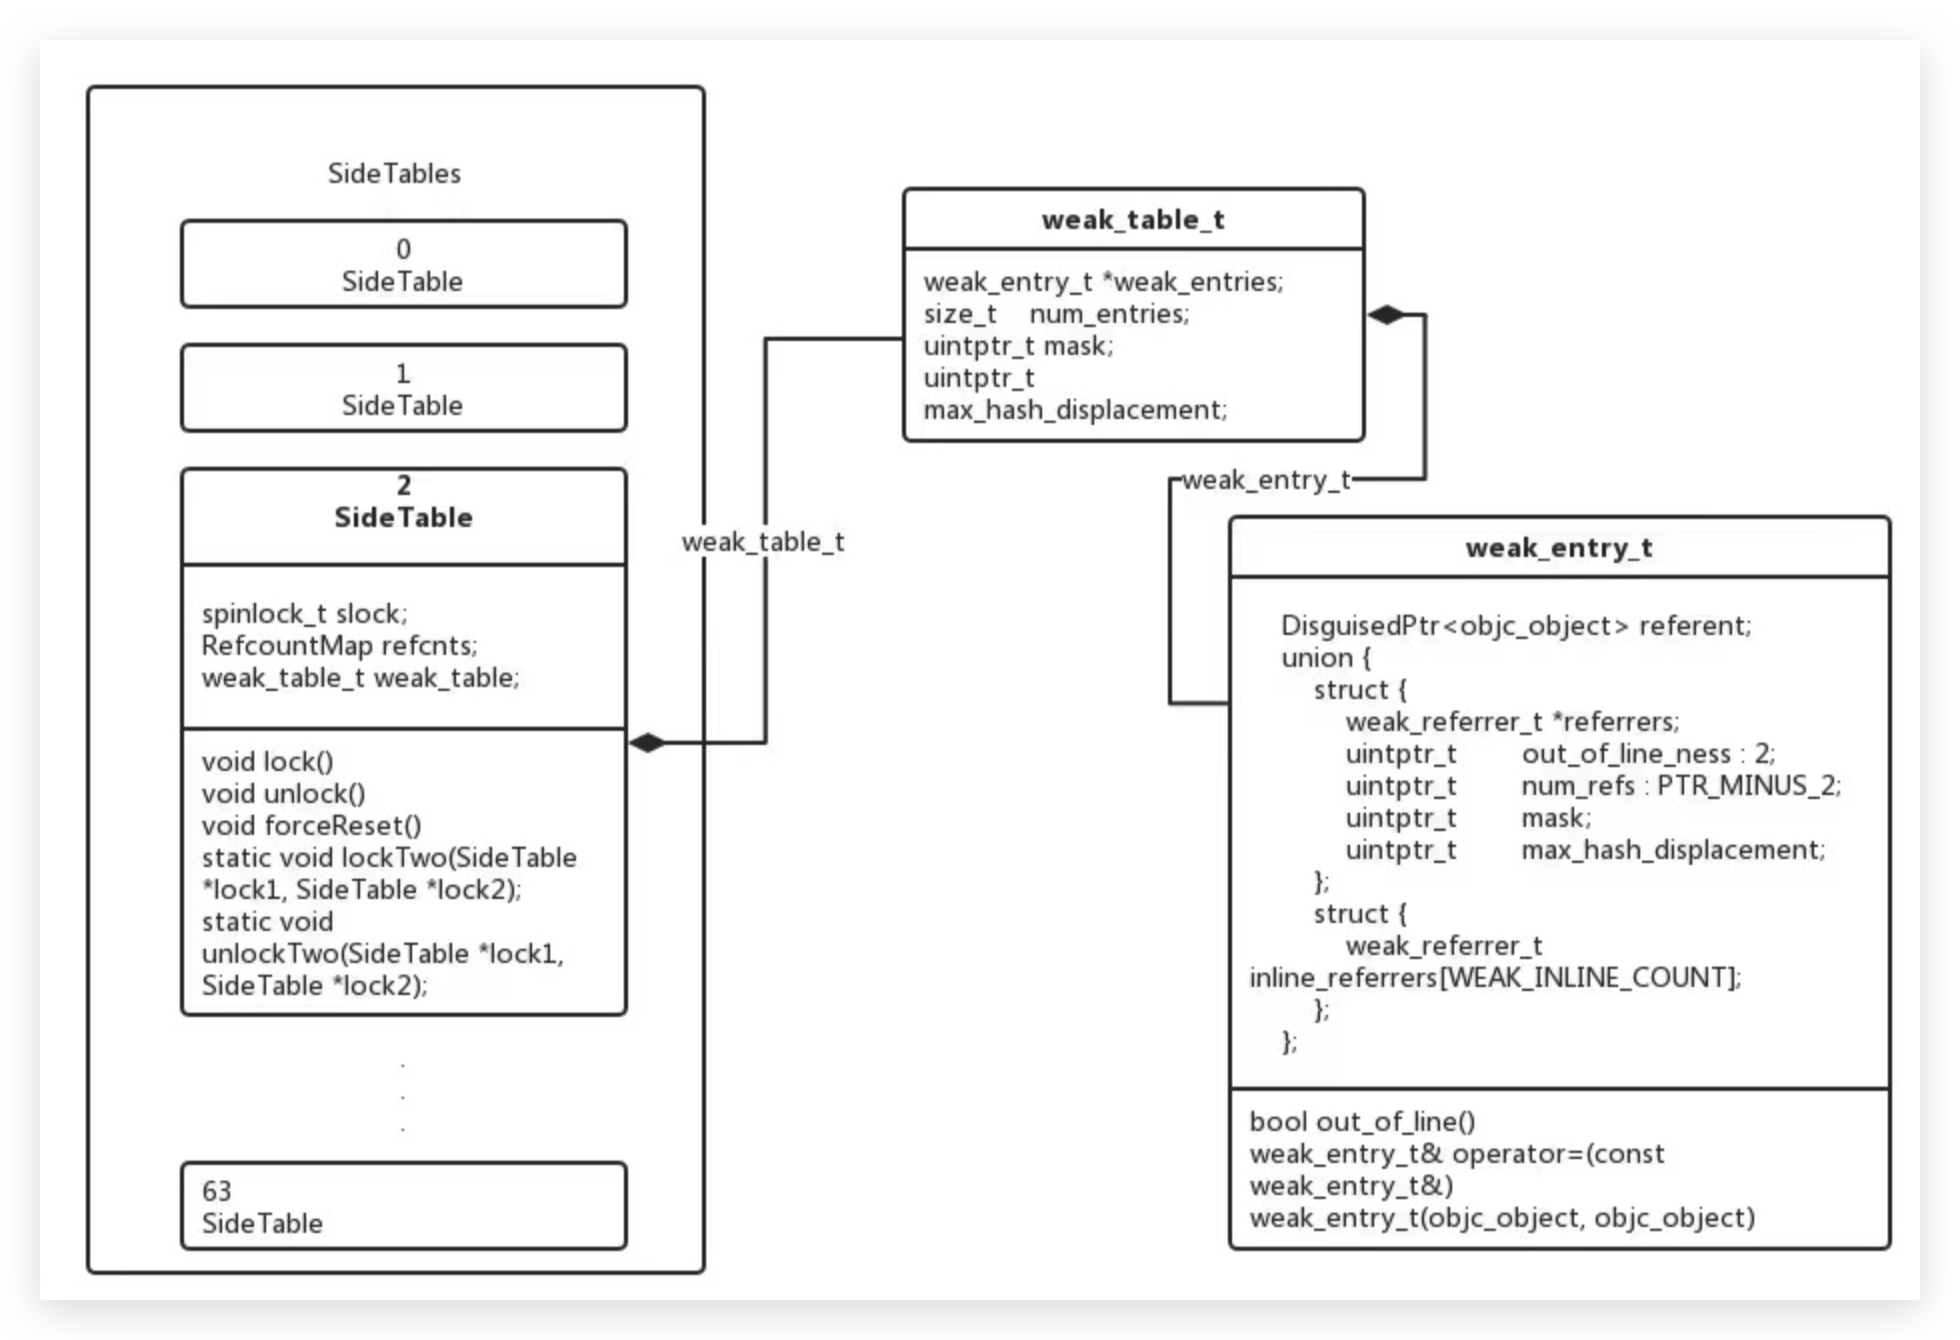 SideTables
0
SideTable
1
SideTable
2
SideTable
spinlock_t slock;
RefcountMap refcnts;
weak_table_t weak_table;
void lock()
void unlock()
void forceReset()
static void lockTwo(SideTable
*lock1, SideTable *lock2);
static void
unlockTwo(SideTable *lock1,
SideTable *lock2);
.
.
.
63
SideTable
weak_table_t
weak_table_t
weak_entry_t *weak_entries;
size_t num_entries;
uintptr_t mask;
uintptr_t
max_hash_displacement;
weak_entry_t
weak_entry_t
DisguisedPtr<objc_object> referent;
union {
struct {
weak_referrer_t *referrers;
uintptr_t out_of_line_ness : 2;
uintptr_t num_refs : PTR_MINUS_2;
uintptr_t mask;
uintptr_t max_hash_displacement;
};
struct {
weak_referrer_t
inline_referrers[WEAK_INLINE_COUNT];
};
};
bool out_of_line()
weak_entry_t& operator=(const
weak_entry_t&)
weak_entry_t(objc_object, objc_object)